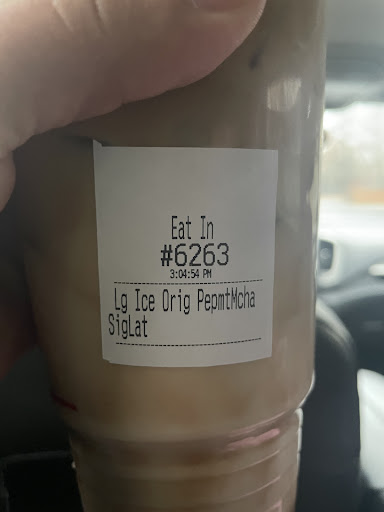 Eat In
#6263
3:04:54 PM
Lg Ice Orig PepmtMcha
SigLat